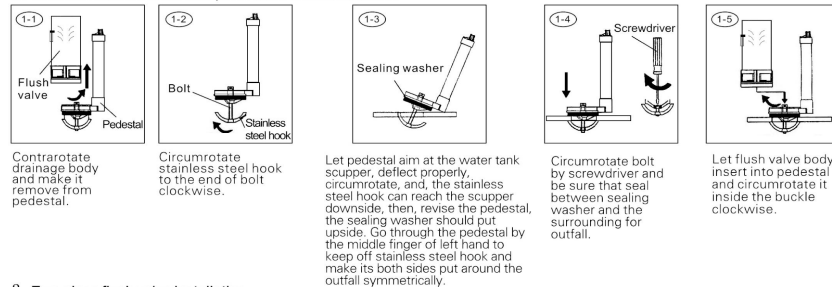 1-1
Flush
valve
Pedestal
Contrarotate
drainage body
and make it
remove from
pedestal.
1-2
Bolt
Stainless
steel hook
Circumrotate
stainless steel hook
to the end of bolt
clockwise.
1-3
Sealing washer
Let pedestal aim at the water tank
scupper, deflect properly,
circumrotate, and, the stainless
steel hook can reach the scupper
downside, then, revise the pedestal,
the sealing washer should put
upside. Go through the pedestal by
the middle finger of left hand to
keep off stainless steel hook and
make its both sides put around the
outfall symmetrically.
1-4
Screwdriver
Circumrotate bolt
by screwdriver and
be sure that seal
between sealing
washer and the
surrounding for
outfall.
1-5
Let flush valve body
insert into pedestal
and circumrotate it
inside the buckle
clockwise.